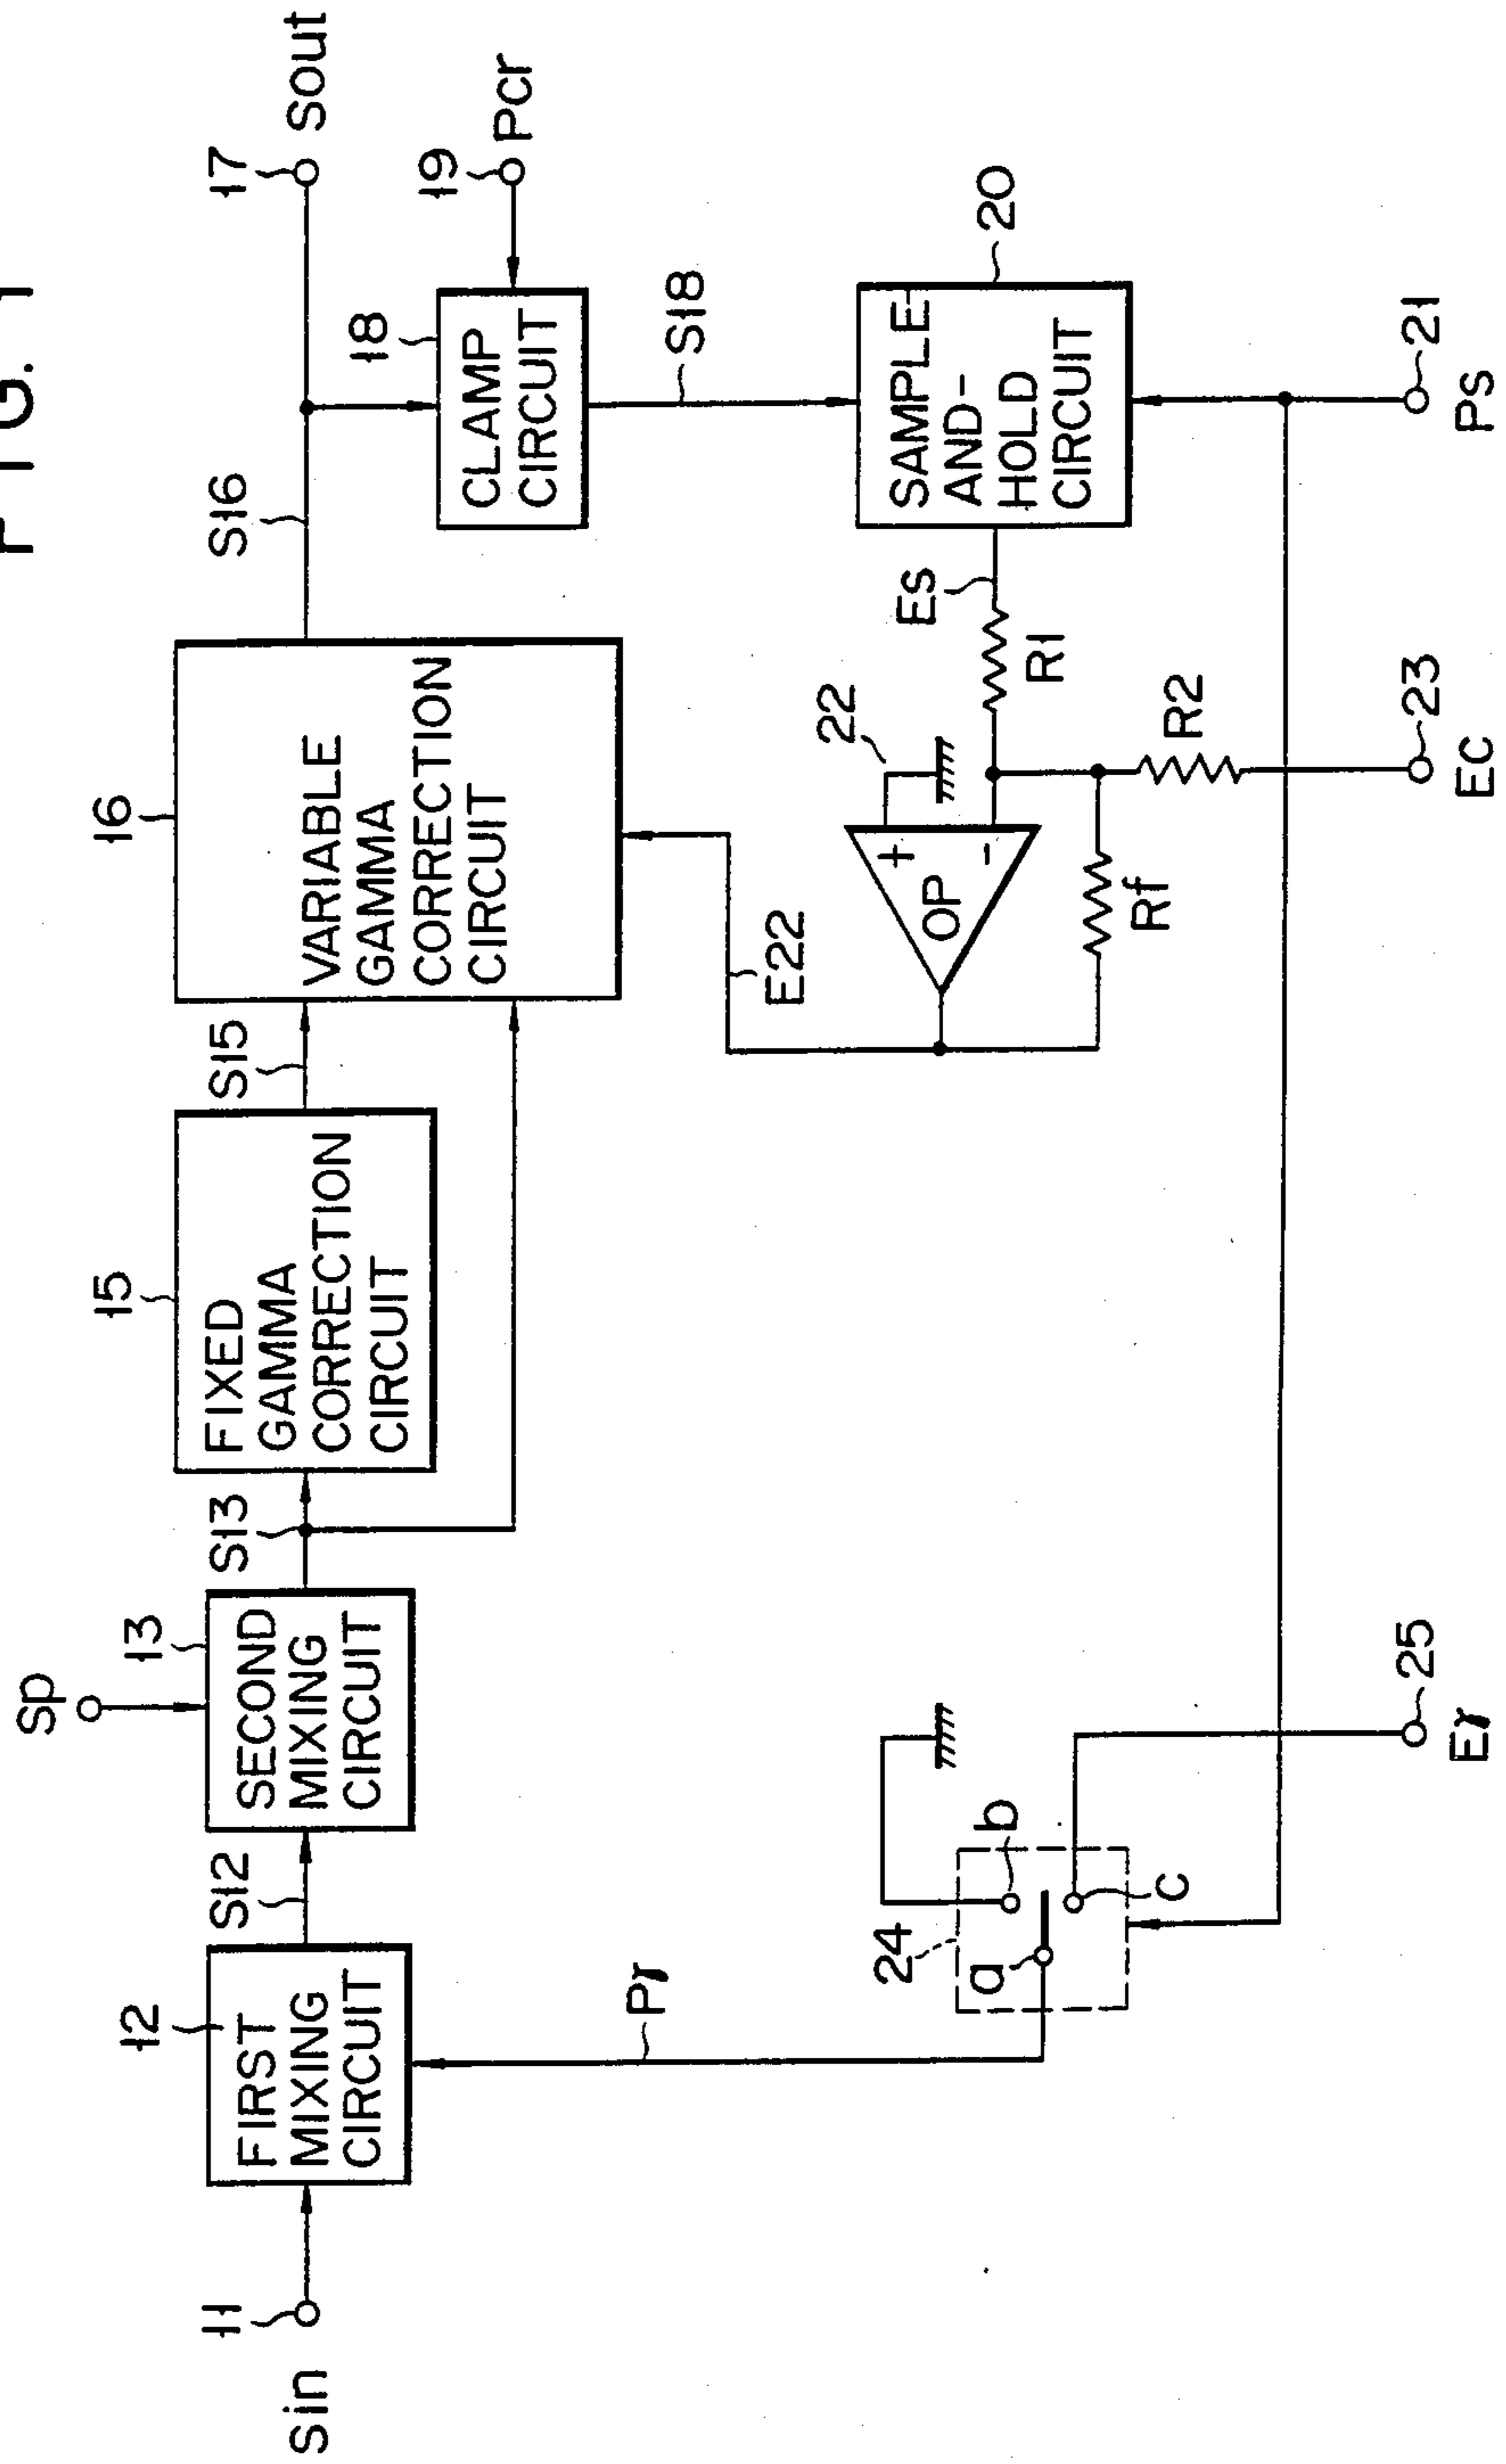 FIG. 1
Sin
11
12
FIRST
MIXING
CIRCUIT
S12
Sp
13
SECOND
MIXING
CIRCUIT
S13
15
FIXED
GAMMA
CORRECTION
CIRCUIT
S15
16
VARIABLE
GAMMA
CORRECTION
CIRCUIT
S16
17
Sout
18
CLAMP
CIRCUIT
19
Pcr
S18
20
SAMPLE-
AND-
HOLD
CIRCUIT
21
PS
Es
R1
R2
23
EC
22
+
-
OP
Rf
E22
Pγ
24
a
b
c
25
Eγ